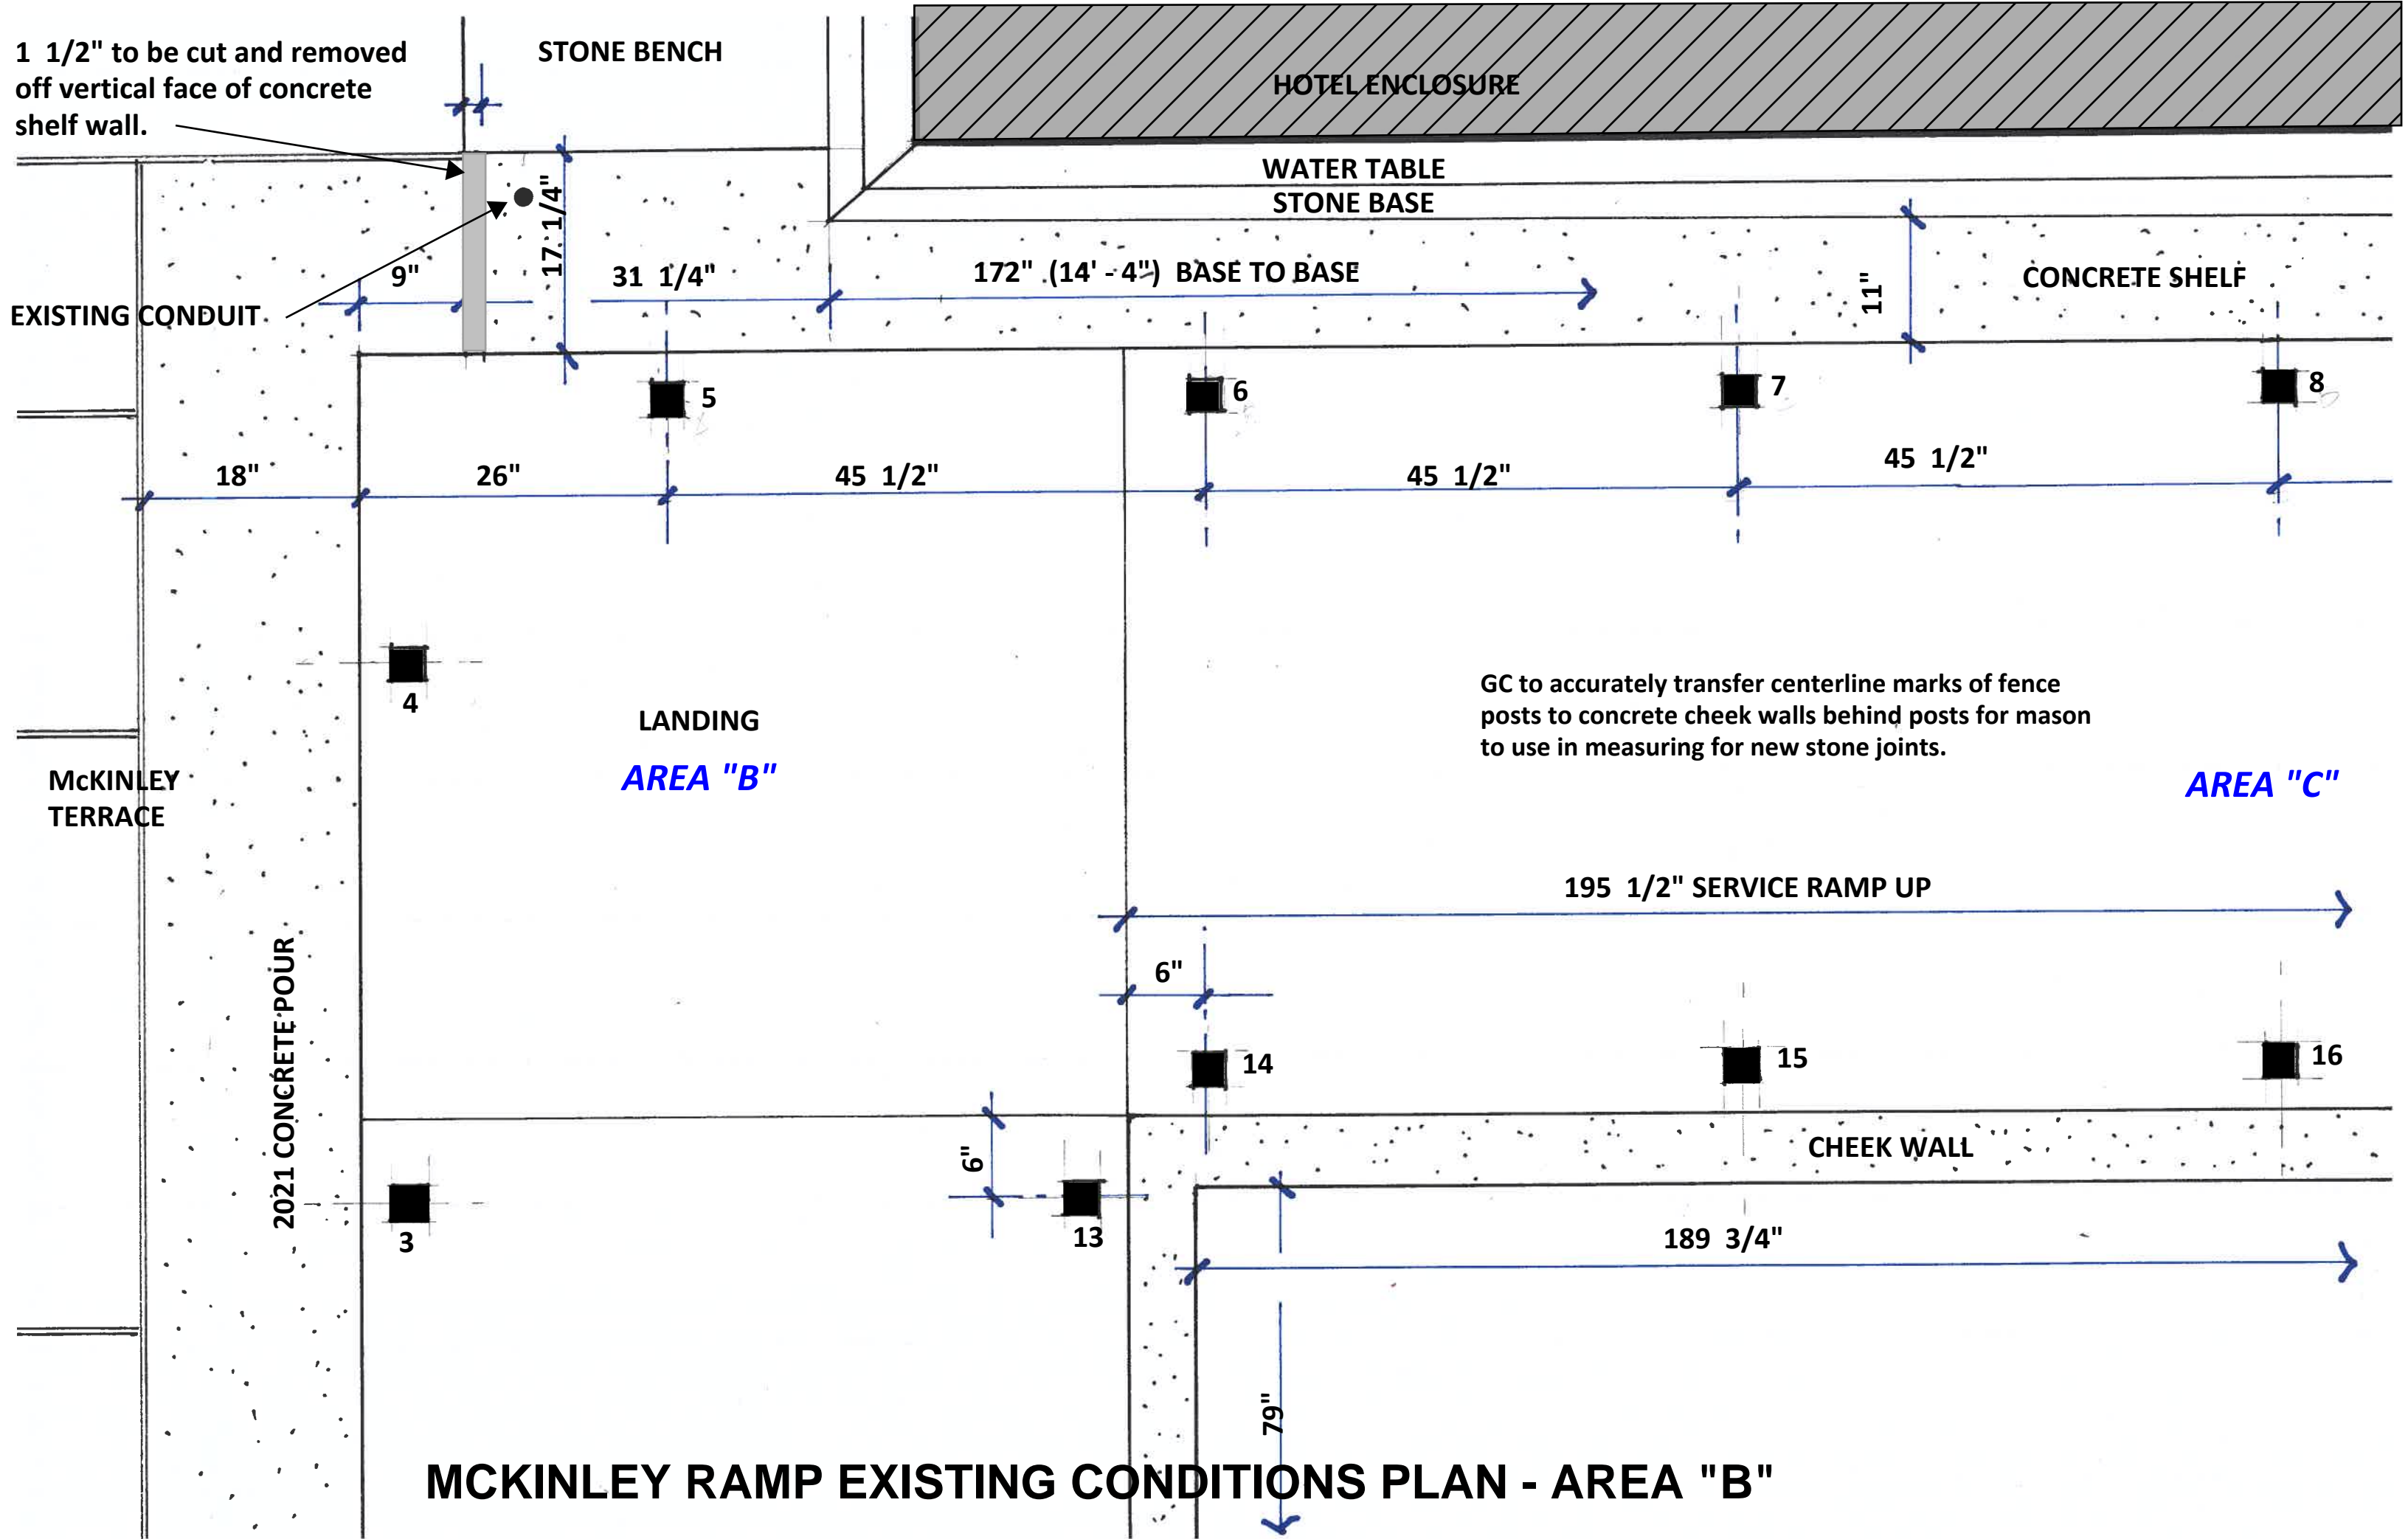 1 1/2" to be cut and removed
off vertical face of concrete
shelf wall.
STONE BENCH
HOTEL ENCLOSURE
WATER TABLE
STONE BASE
17 1/4"
9"
31 1/4"
172" (14' - 4") BASE TO BASE
11"
CONCRETE SHELF
EXISTING CONDUIT
5
6
7
8
18"
26"
45 1/2"
45 1/2"
45 1/2"
4
LANDING
AREA "B"
GC to accurately transfer centerline marks of fence
posts to concrete cheek walls behind posts for mason
to use in measuring for new stone joints.
McKINLEY
TERRACE
AREA "C"
195 1/2" SERVICE RAMP UP
2021 CONCRETE POUR
6"
14
15
16
6"
CHEEK WALL
3
13
189 3/4"
79"
MCKINLEY RAMP EXISTING CONDITIONS PLAN - AREA "B"